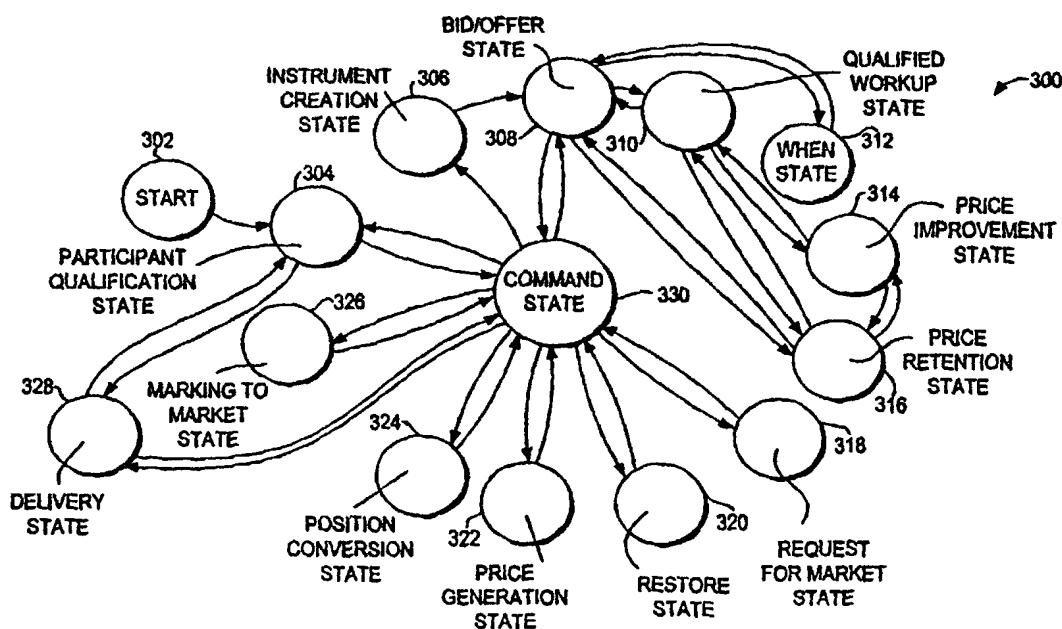 BID/OFFER
STATE
QUALIFIED
WORKUP
STATE
300
306
INSTRUMENT
CREATION
STATE
308
310
312
WHEN
STATE
302
START
304
314
PRICE
IMPROVEMENT
STATE
PARTICIPANT
QUALIFICATION
STATE
COMMAND
STATE
330
326
PRICE
RETENTION
STATE
316
MARKING TO
MARKET
STATE
328
318
324
DELIVERY
STATE
POSITION
CONVERSION
STATE
322
PRICE
GENERATION
STATE
320
RESTORE
STATE
REQUEST
FOR MARKET
STATE